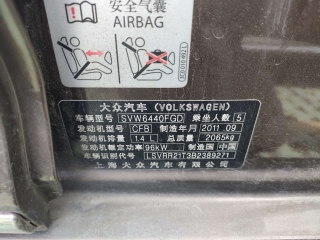 安全气囊
AIRBAG
大众汽车 (VOLKSWAGEN)
车辆型号 SVW6440FGD 乘坐人数 5
发动机型号 CFB 制造年月 2011 09
发动机排量 1.4 L 总质量 2065kg
发动机额定功率 96kW 制造国 中国
车辆识别代号 LSVRR21T3B2389271
上海大众汽车有限公司